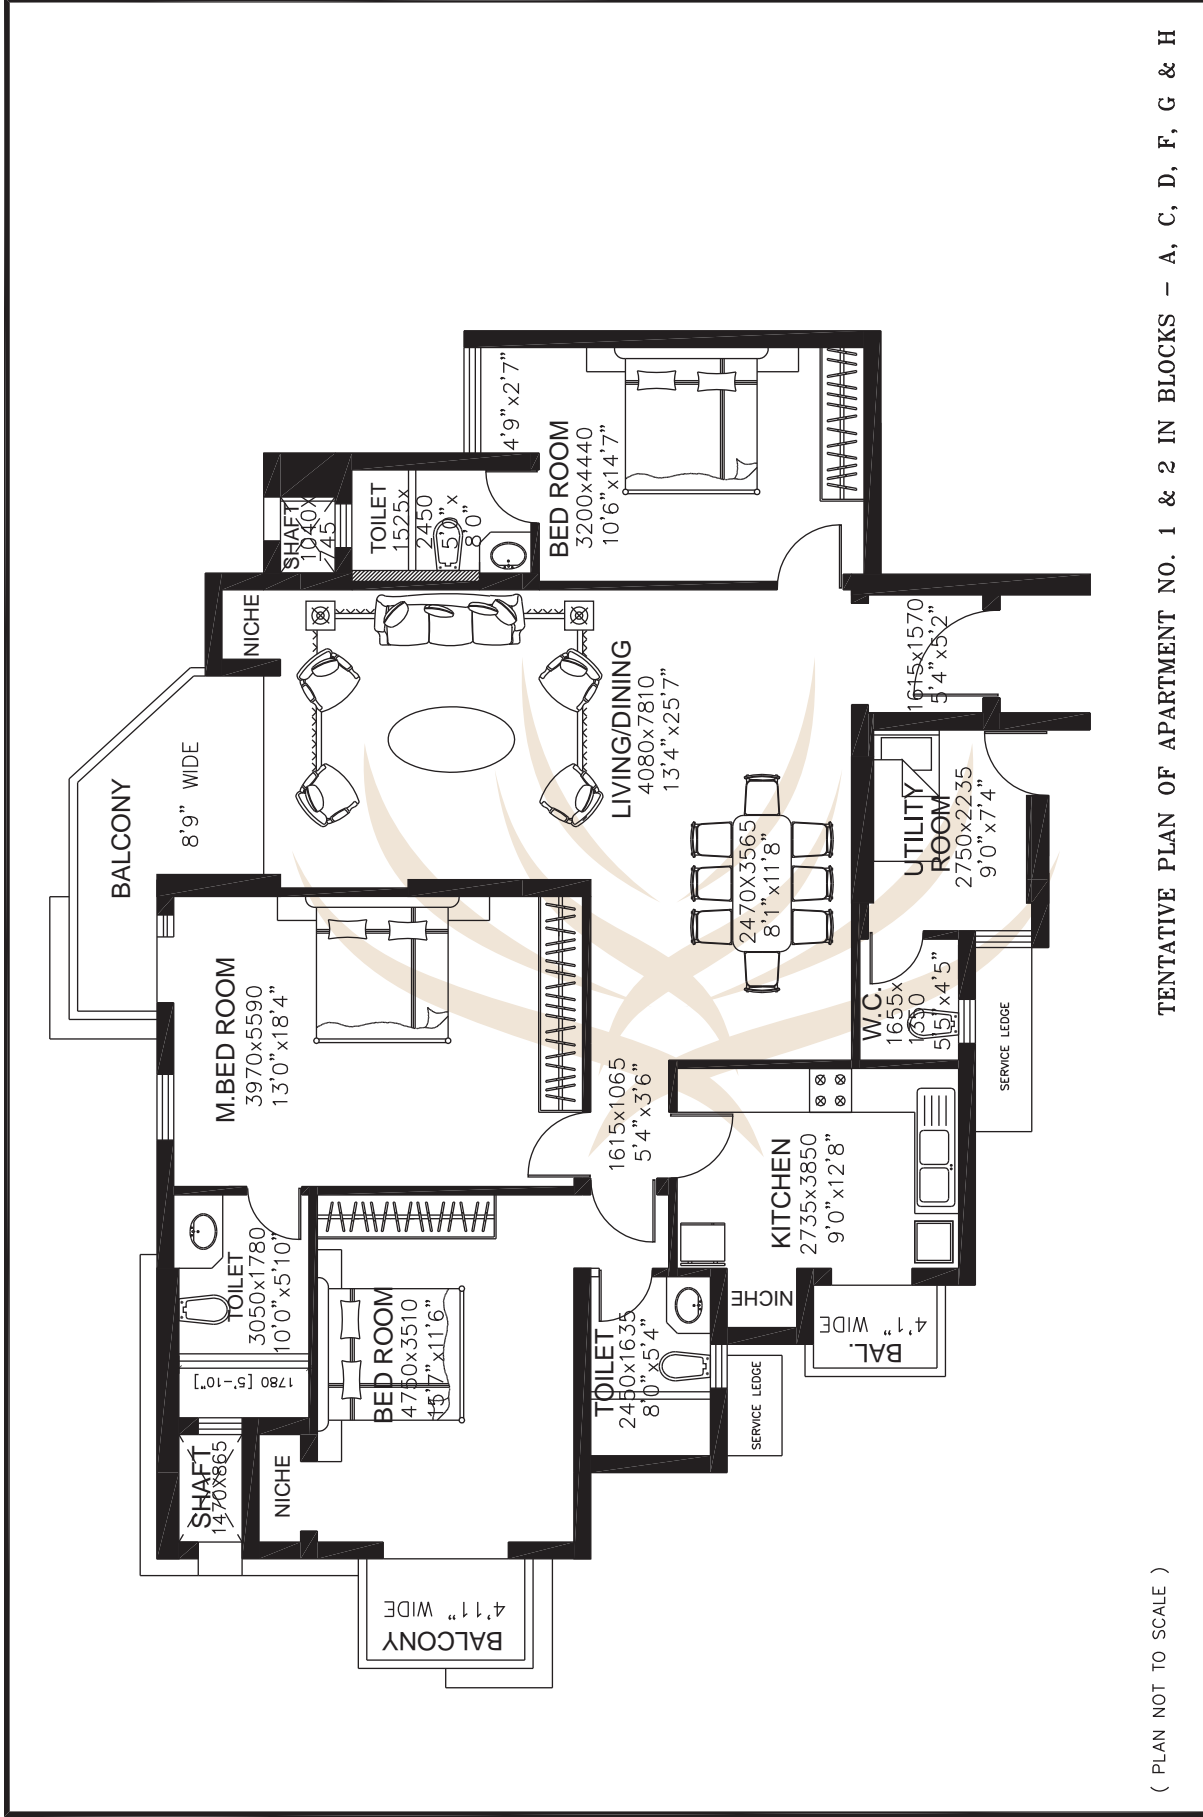 BALCONY
8'9" WIDE
NICHE
SHAFT
1040X
745
TOILET
1525x
2450
5'0" x
8'0"
4'9"x2'7"
BED ROOM
3200x4440
10'6"x14'7"
LIVING/DINING
4080x7810
13'4"x25'7"
1615x1570
5'4"x5'2"
2470X3565
8'1"x11'8"
UTILITY
ROOM
2750x2235
9'0"x7'4"
W.C.
1655x
1350
5'5"x4'5"
SERVICE LEDGE
M.BED ROOM
3970x5590
13'0"x18'4"
1615x1065
5'4"x3'6"
KITCHEN
2735x3850
9'0"x12'8"
NICHE
BAL.
4'1" WIDE
TOILET
3050x1780
10'0"x5'10"
1780 [5'-10"]
SHAFT
1470X865
NICHE
BED ROOM
4750x3510
15'7"x11'6"
TOILET
2450x1635
8'0"x5'4"
SERVICE LEDGE
BALCONY
4'11" WIDE
( PLAN NOT TO SCALE )
TENTATIVE PLAN OF APARTMENT NO. 1 & 2 IN BLOCKS – A, C, D, F, G & H